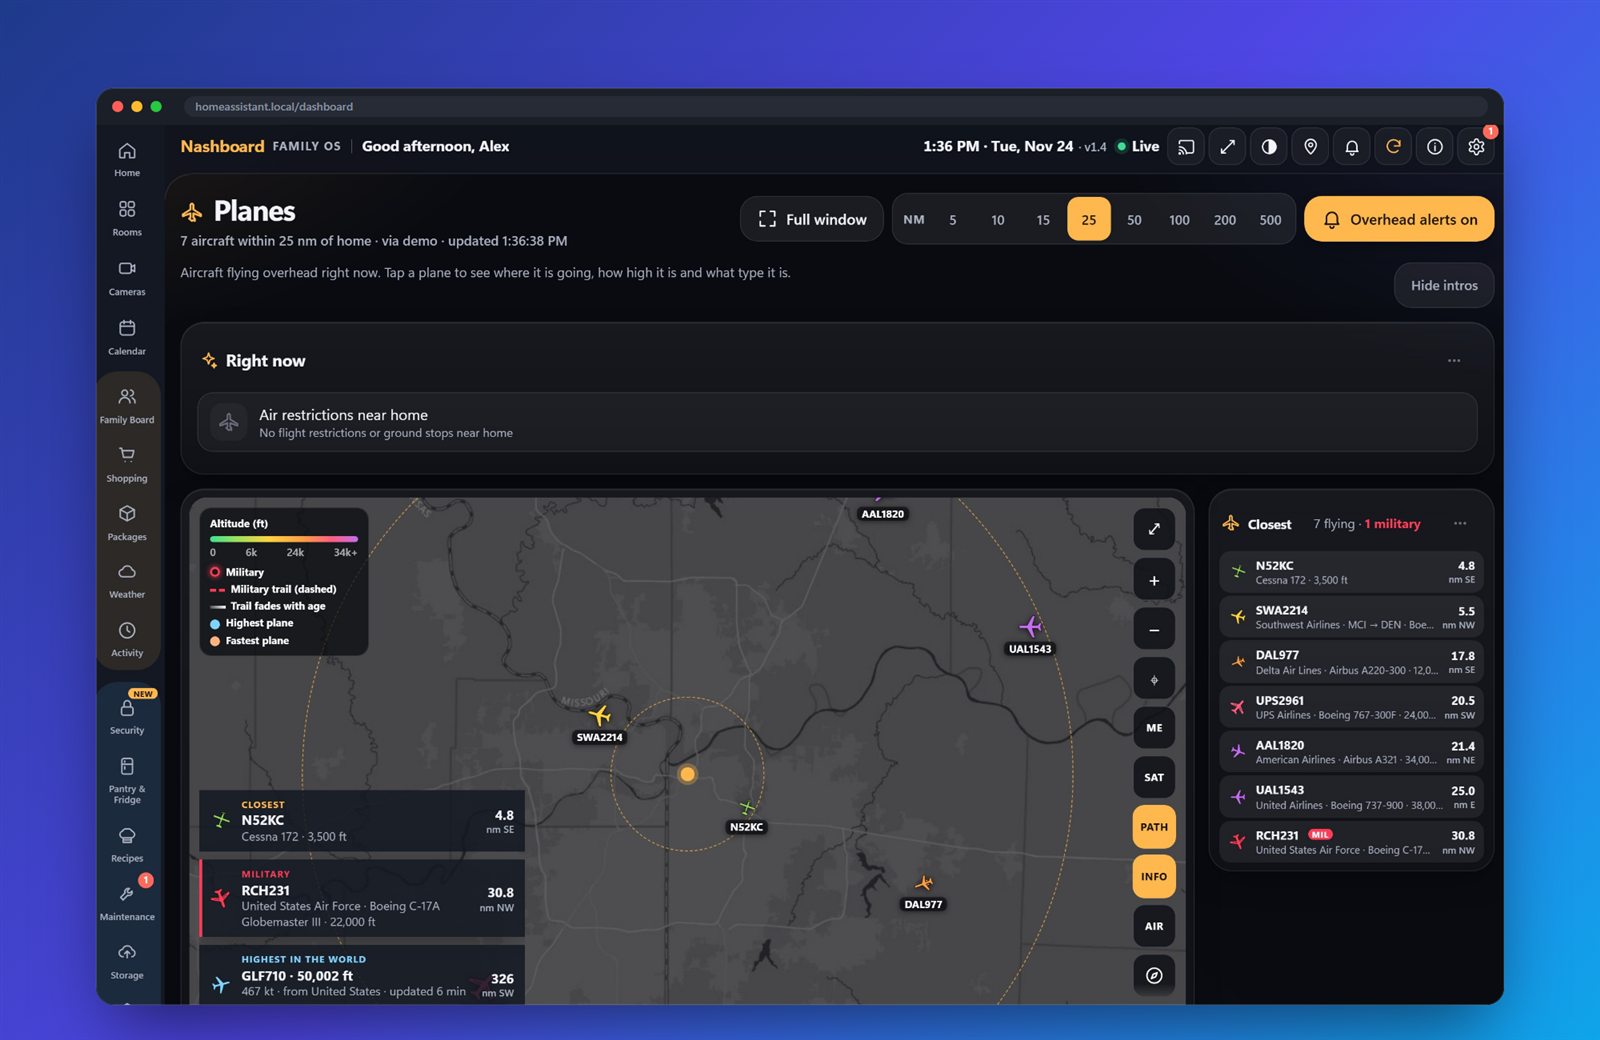 homeassistant.local/dashboard
Nashboard FAMILY OS Good afternoon, Alex
1:36 PM · Tue, Nov 24 · v1.4 Live
1
Home
Rooms
Cameras
Calendar
Family Board
Shopping
Packages
Weather
Activity
NEW
Security
Pantry &
Fridge
Recipes
1
Maintenance
Storage
Planes
7 aircraft within 25 nm of home · via demo · updated 1:36:38 PM
Aircraft flying overhead right now. Tap a plane to see where it is going, how high it is and what type it is.
Full window
NM 5 10 15 25 50 100 200 500
Overhead alerts on
Hide intros
Right now
Air restrictions near home
No flight restrictions or ground stops near home
Altitude (ft)
0 6k 24k 34k+
Military
Military trail (dashed)
Trail fades with age
Highest plane
Fastest plane
AAL1820
UAL1543
MISSOURI
SWA2214
N52KC
DAL977
CLOSEST
N52KC 4.8
Cessna 172 · 3,500 ft nm SE
MILITARY
RCH231 30.8
United States Air Force · Boeing C-17A nm NW
Globemaster III · 22,000 ft
HIGHEST IN THE WORLD
GLF710 · 50,002 ft 326
467 kt · from United States · updated 6 min nm SW
ME
SAT
PATH
INFO
AIR
Closest 7 flying · 1 military
N52KC 4.8
Cessna 172 · 3,500 ft nm SE
SWA2214 5.5
Southwest Airlines · MCI → DEN · Boe... nm NW
DAL977 17.8
Delta Air Lines · Airbus A220-300 · 12,0... nm SE
UPS2961 20.5
UPS Airlines · Boeing 767-300F · 24,00... nm SW
AAL1820 21.4
American Airlines · Airbus A321 · 34,00... nm NE
UAL1543 25.0
United Airlines · Boeing 737-900 · 38,00... nm E
RCH231 MIL 30.8
United States Air Force · Boeing C-17... nm NW